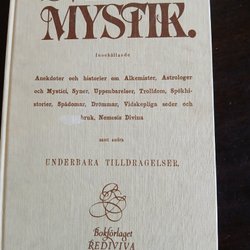 MYSTIK.
Innehållande
Anekdoter och historier om Alkemister, Astrologer
och Mystici, Syner, Uppenbarelser, Trolldom, Spökhi-
storier, Spådomar, Drömmar, Vidskepliga seder och
bruk, Nemesis Divina
samt andra
UNDERBARA TILLDRAGELSER.
Bokförlaget
REDIVIVA